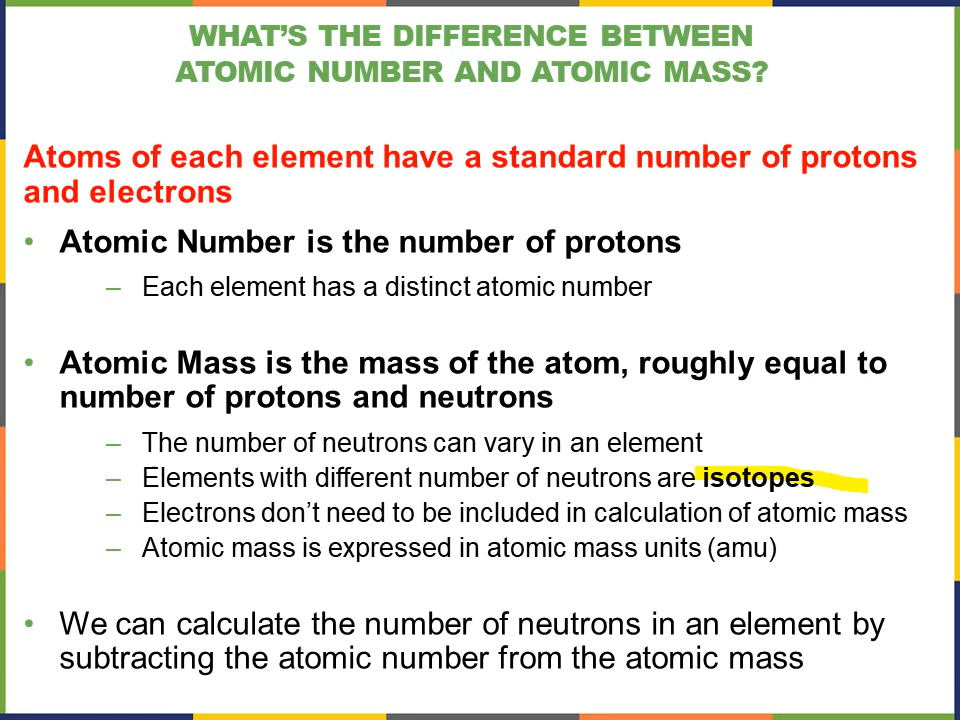 WHAT'S THE DIFFERENCE BETWEEN
ATOMIC NUMBER AND ATOMIC MASS?
Atoms of each element have a standard number of protons
and electrons
• Atomic Number is the number of protons
– Each element has a distinct atomic number
• Atomic Mass is the mass of the atom, roughly equal to
number of protons and neutrons
– The number of neutrons can vary in an element
– Elements with different number of neutrons are isotopes
– Electrons don't need to be included in calculation of atomic mass
– Atomic mass is expressed in atomic mass units (amu)
• We can calculate the number of neutrons in an element by
subtracting the atomic number from the atomic mass